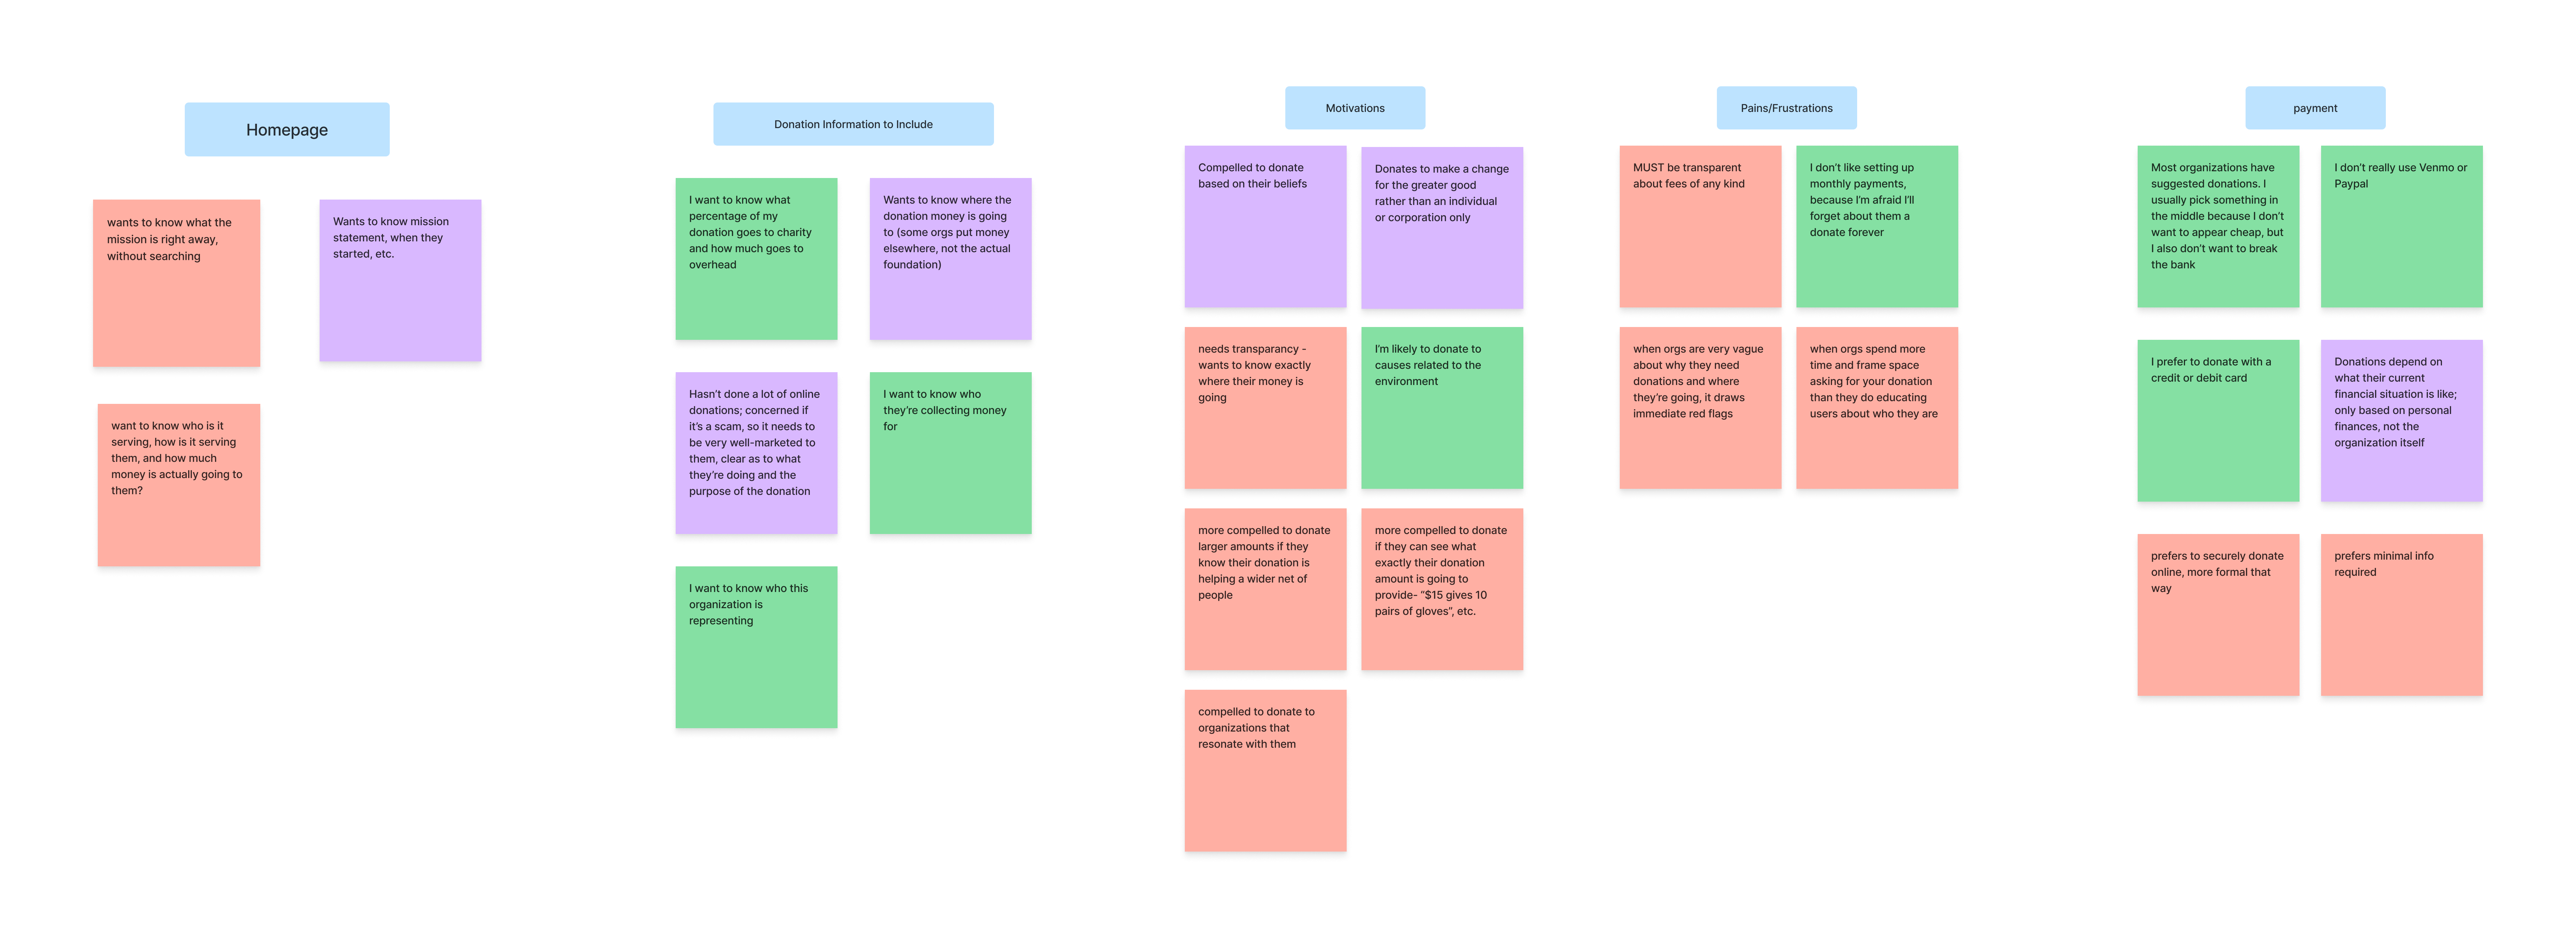 Homepage
wants to know what the
mission is right away,
without searching
Wants to know mission
statement, when they
started, etc.
want to know who is it
serving, how is it serving
them, and how much
money is actually going to
them?
Donation Information to Include
I want to know what
percentage of my
donation goes to charity
and how much goes to
overhead
Wants to know where the
donation money is going
to (some orgs put money
elsewhere, not the actual
foundation)
Hasn’t done a lot of online
donations; concerned if
it’s a scam, so it needs to
be very well-marketed to
them, clear as to what
they’re doing and the
purpose of the donation
I want to know who
they’re collecting money
for
I want to know who this
organization is
representing
Motivations
Compelled to donate
based on their beliefs
Donates to make a change
for the greater good
rather than an individual
or corporation only
needs transparancy -
wants to know exactly
where their money is
going
I’m likely to donate to
causes related to the
environment
more compelled to donate
larger amounts if they
know their donation is
helping a wider net of
people
more compelled to donate
if they can see what
exactly their donation
amount is going to
provide- “$15 gives 10
pairs of gloves”, etc.
compelled to donate to
organizations that
resonate with them
Pains/Frustrations
MUST be transparent
about fees of any kind
I don’t like setting up
monthly payments,
because I’m afraid I’ll
forget about them a
donate forever
when orgs are very vague
about why they need
donations and where
they’re going, it draws
immediate red flags
when orgs spend more
time and frame space
asking for your donation
than they do educating
users about who they are
payment
Most organizations have
suggested donations. I
usually pick something in
the middle because I don’t
want to appear cheap, but
I also don’t want to break
the bank
I don’t really use Venmo or
Paypal
I prefer to donate with a
credit or debit card
Donations depend on
what their current
financial situation is like;
only based on personal
finances, not the
organization itself
prefers to securely donate
online, more formal that
way
prefers minimal info
required